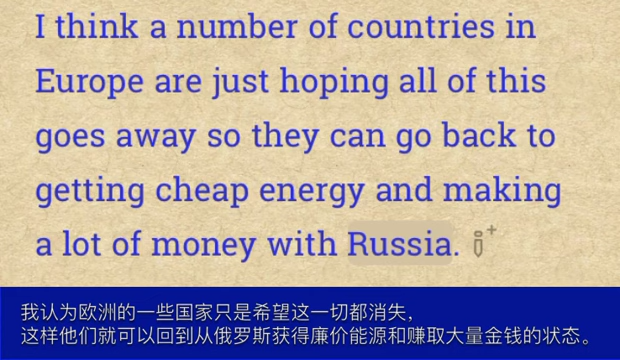 I think a number of countries in
Europe are just hoping all of this
goes away so they can go back to
getting cheap energy and making
a lot of money with Russia.
我认为欧洲的一些国家只是希望这一切都消失，
这样他们就可以回到从俄罗斯获得廉价能源和赚取大量金钱的状态。